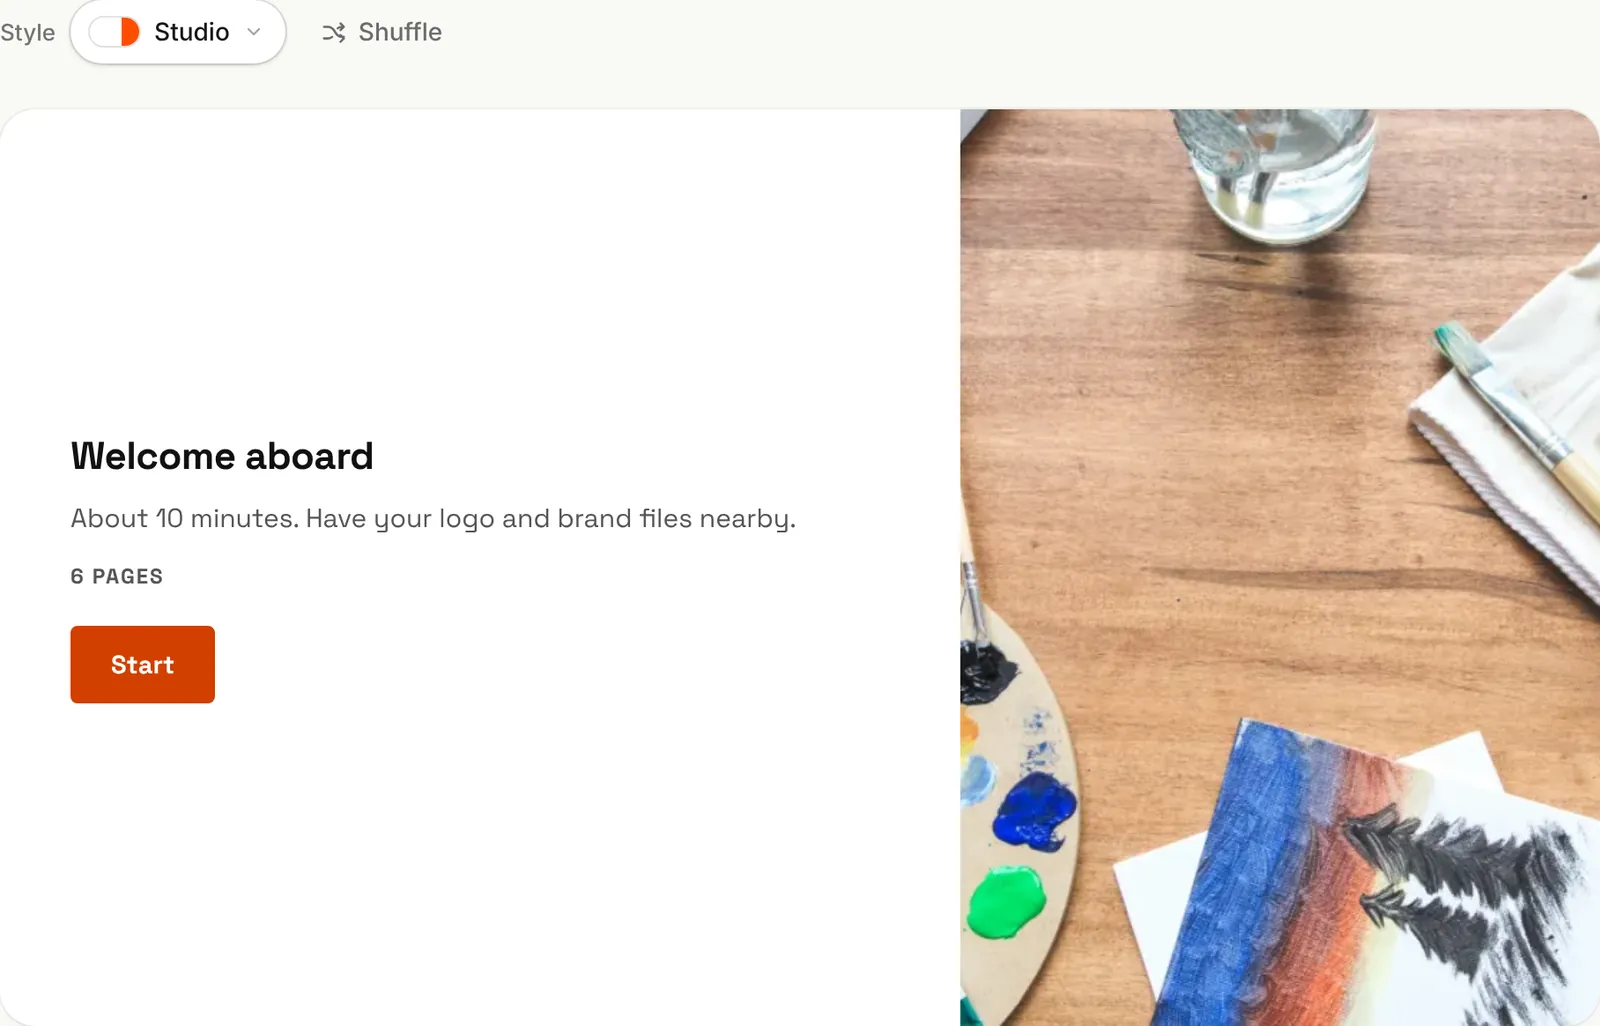 Style
Studio
Shuffle
Welcome aboard
About 10 minutes. Have your logo and brand files nearby.
6 PAGES
Start